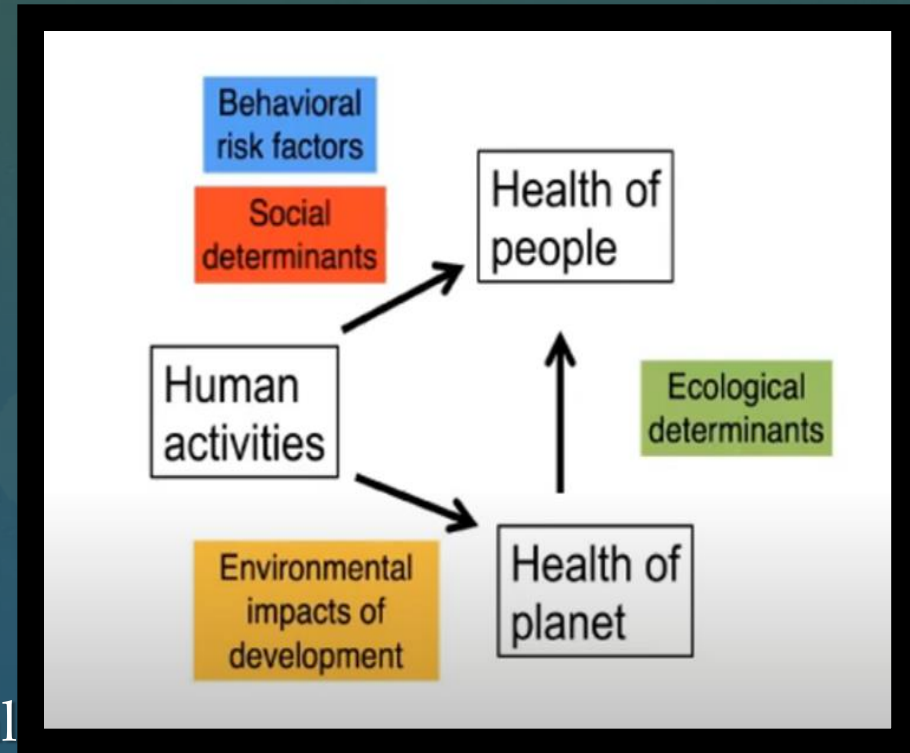 Behavioral
risk factors
Social
determinants
Health of
people
Human
activities
Ecological
determinants
Environmental
impacts of
development
Health of
planet